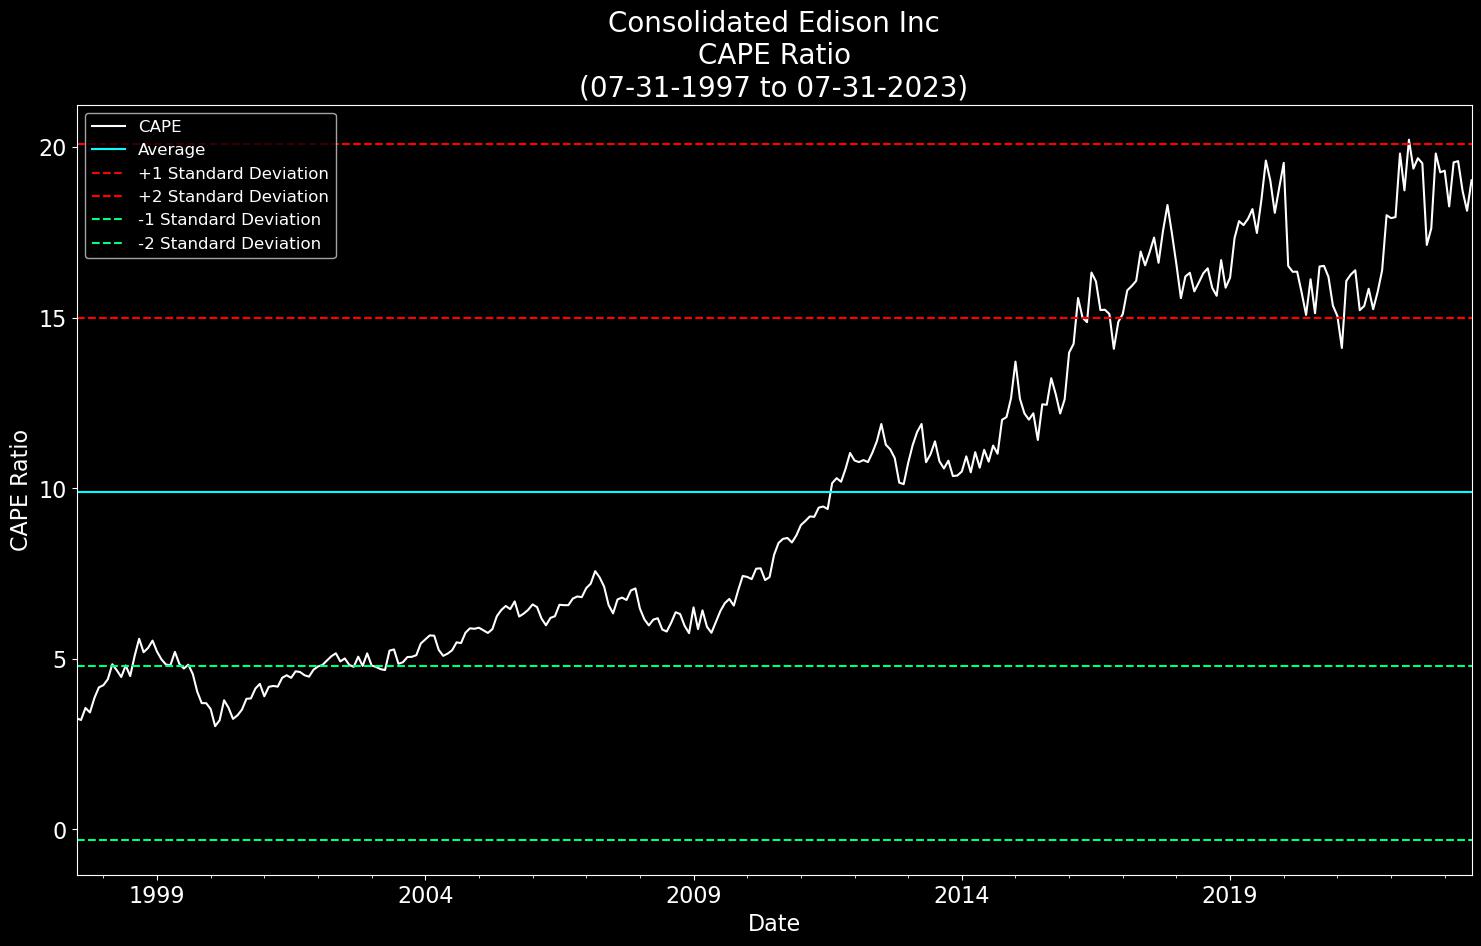 Consolidated Edison Inc
CAPE Ratio
(07-31-1997 to 07-31-2023)
CAPE
Average
+1 Standard Deviation
+2 Standard Deviation
-1 Standard Deviation
-2 Standard Deviation
20
15
10
5
0
CAPE Ratio
1999
2004
2009
2014
2019
Date